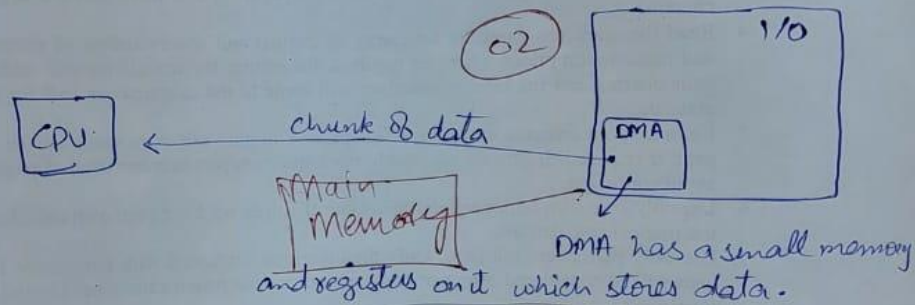 02
I/O
CPU
chunk of data
DMA
Main
Memory
DMA has a small memory
and registers on it which stores data.